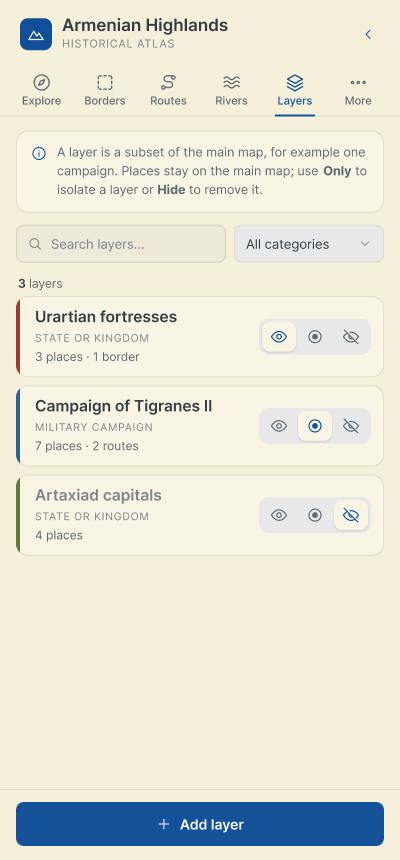 Armenian Highlands
HISTORICAL ATLAS
Explore
Borders
Routes
Rivers
Layers
More
A layer is a subset of the main map, for example one
campaign. Places stay on the main map; use Only to
isolate a layer or Hide to remove it.
Search layers...
All categories
3 layers
Urartian fortresses
STATE OR KINGDOM
3 places · 1 border
Campaign of Tigranes II
MILITARY CAMPAIGN
7 places · 2 routes
Artaxiad capitals
STATE OR KINGDOM
4 places
Add layer